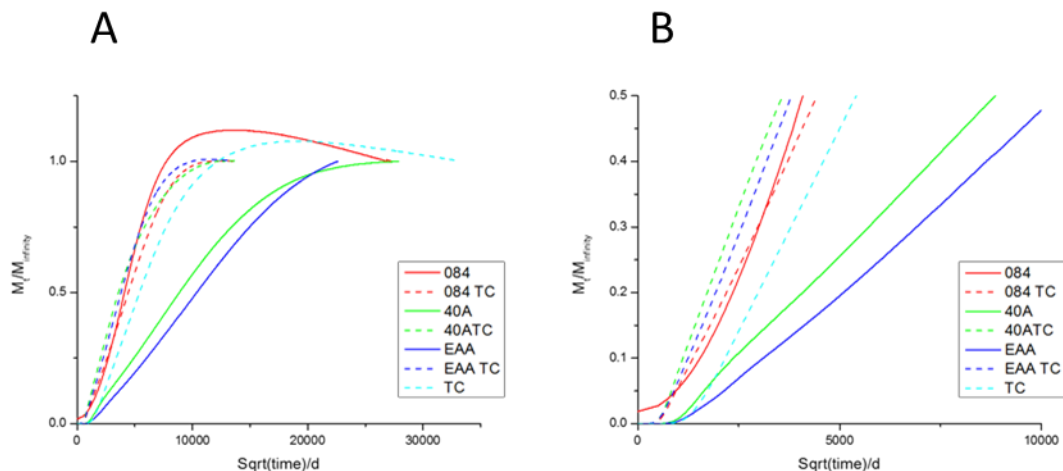 A
B
1.0
0.5
0.0
0
10000
20000
30000
Sqrt(time)/d
Mt/Minfinity
084
084 TC
40A
40ATC
EAA
EAA TC
TC
0.5
0.4
0.3
0.2
0.1
0.0
0
2500
5000
7500
10000
Sqrt(time)/d
Mt/Minfinity
084
084 TC
40A
40ATC
EAA
EAA TC
TC